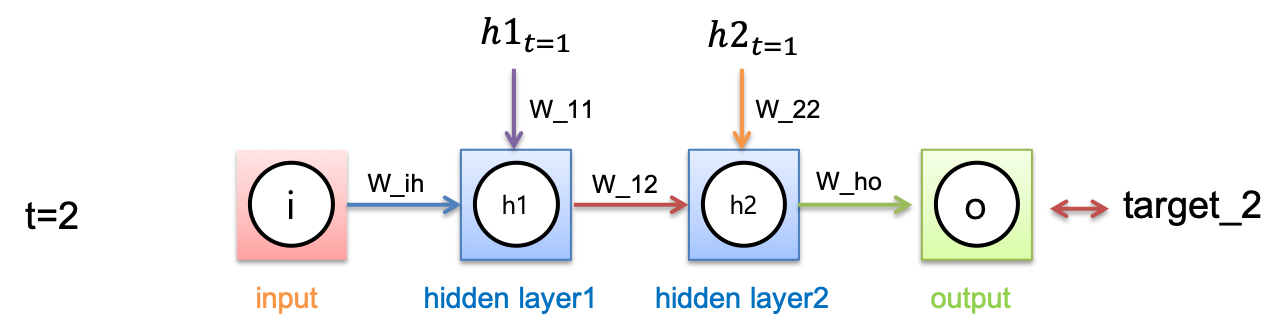 h1_{t=1}
h2_{t=1}
W_11
W_22
W_ih
W_12
W_ho
t=2
i
h1
h2
o
target_2
input
hidden layer1
hidden layer2
output